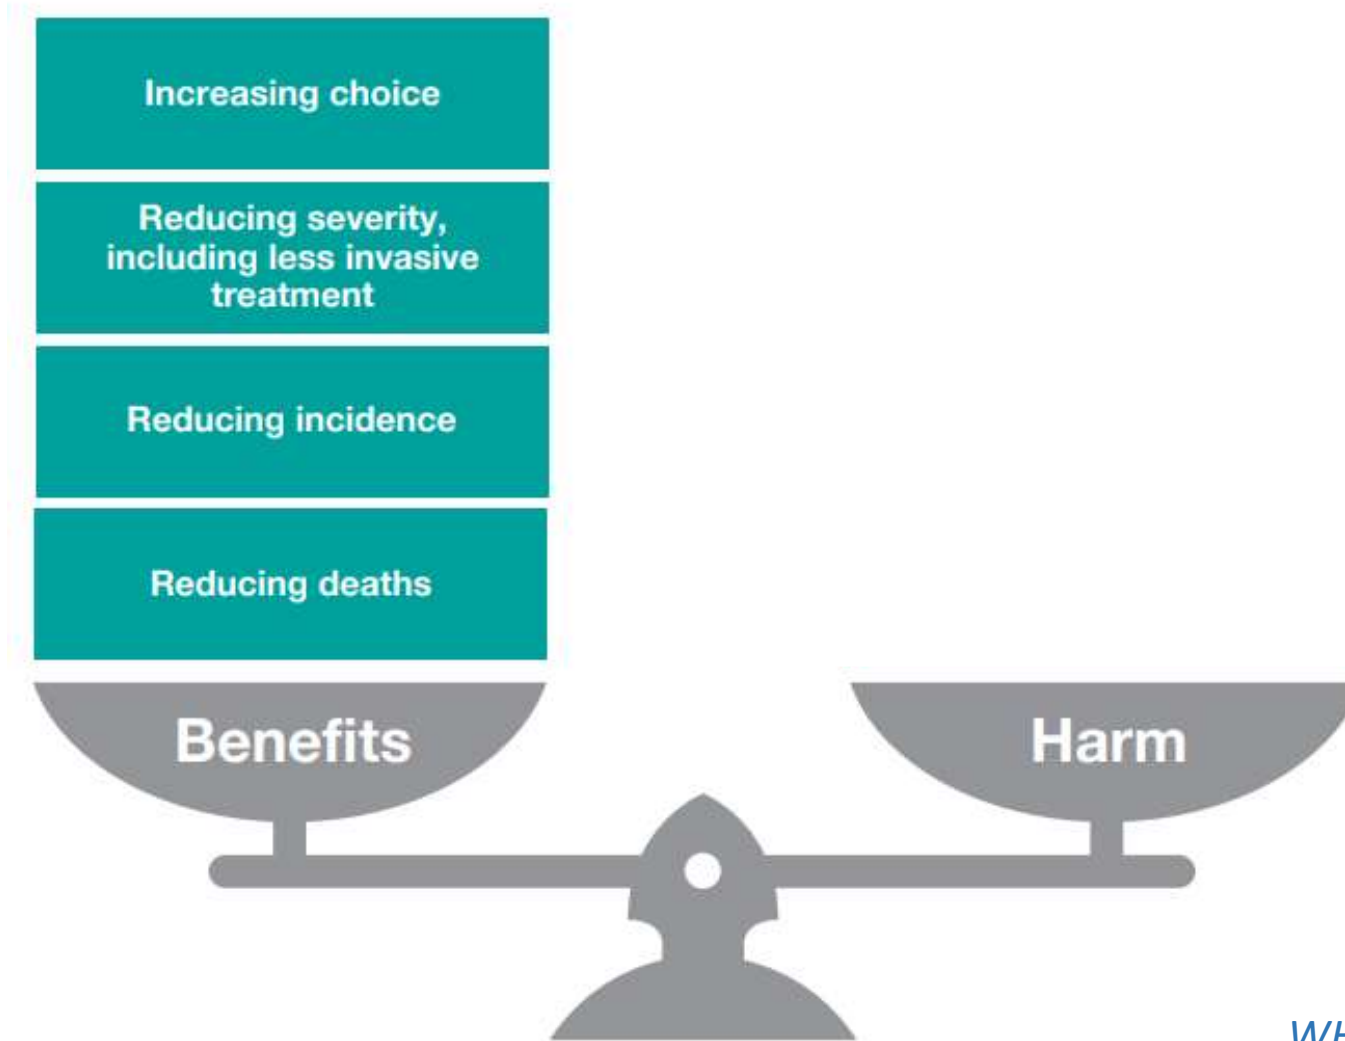 Increasing choice
Reducing severity,
including less invasive
treatment
Reducing incidence
Reducing deaths
Benefits
Harm